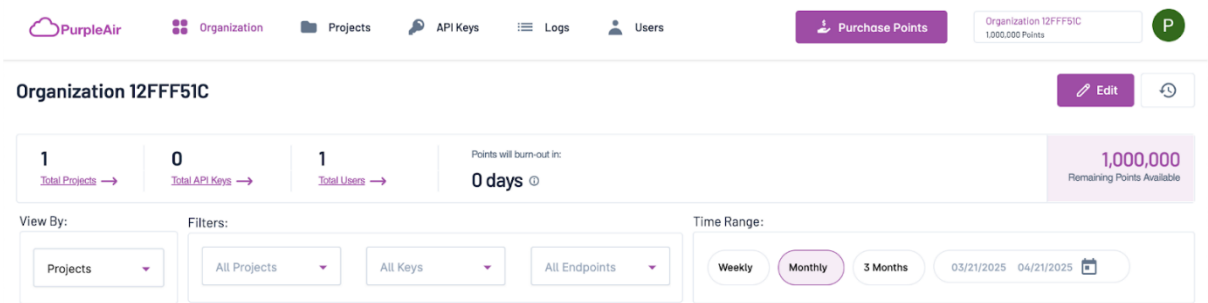 PurpleAir Organization Projects API Keys Logs Users Purchase Points Organization 12FFF51C
1,000,000 Points
P
Organization 12FFF51C Edit
1 0 1 Points will burn-out in: 1,000,000
Total Projects Total API Keys Total Users 0 days Remaining Points Available
View By: Filters: Time Range:
Projects All Projects All Keys All Endpoints Weekly Monthly 3 Months 03/21/2025 04/21/2025